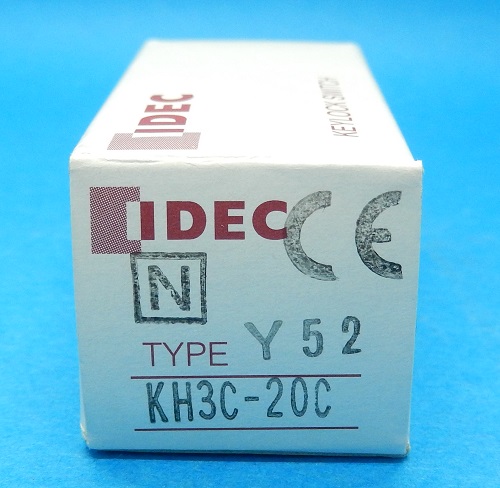 IDEC
KEYLOCK SWITCH
IDEC CE
N
TYPE Y52
KH3C-20C